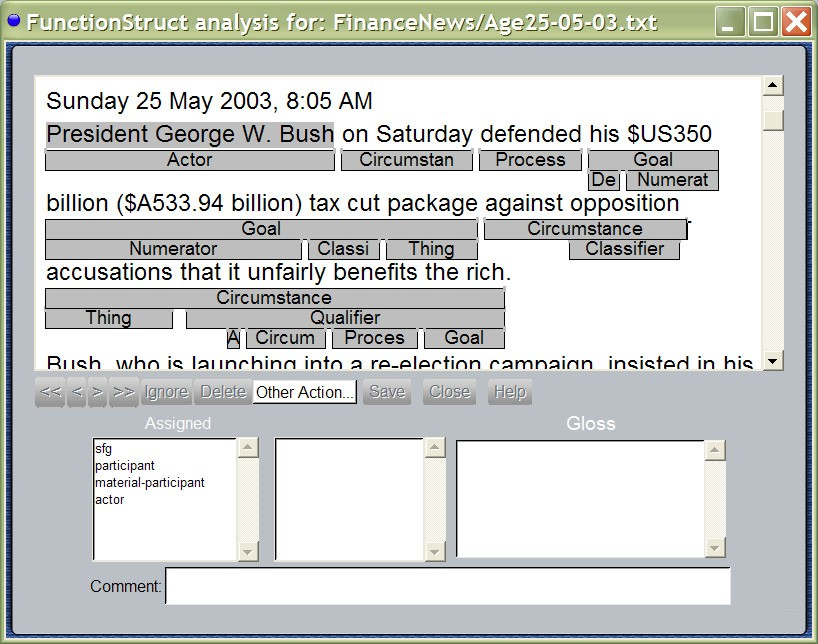 FunctionStruct analysis for: FinanceNews/Age25-05-03.txt
Sunday 25 May 2003, 8:05 AM
President George W. Bush on Saturday defended his $US350
Actor Circumstan Process Goal
De Numerat
billion ($A533.94 billion) tax cut package against opposition
Goal Circumstance
Numerator Classi Thing Classifier
accusations that it unfairly benefits the rich.
Circumstance
Thing Qualifier
A Circum Proces Goal
Bush, who is launching into a re-election campaign, insisted in his
<< < > >> Ignore Delete Other Action... Save Close Help
Assigned Gloss
sfg
participant
material-participant
actor
Comment: